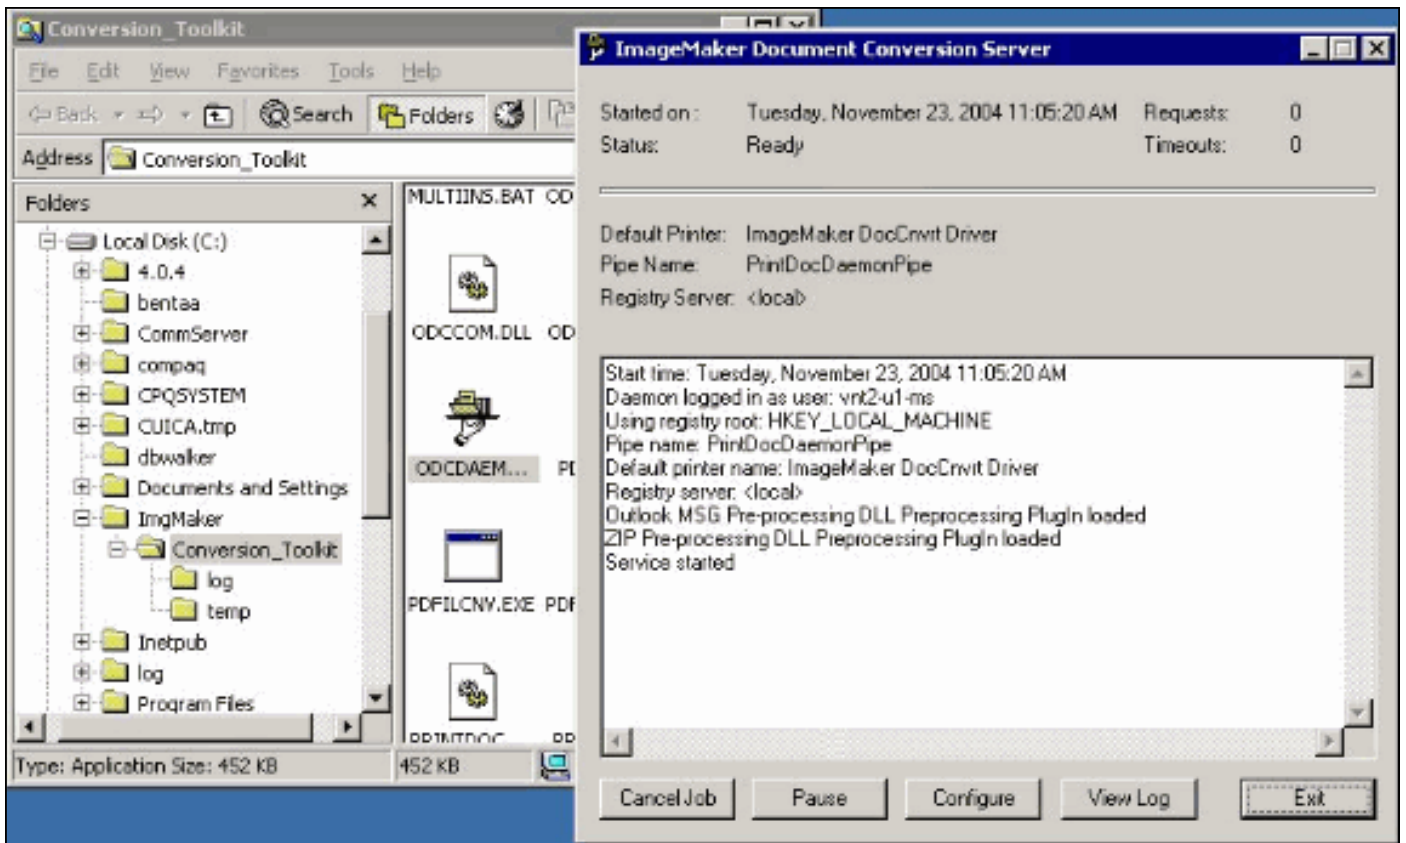 Conversion_Toolkit
File Edit View Favorites Tools Help
Back Search Folders
Address Conversion_Toolkit
Folders
Local Disk (C:)
4.0.4
bentaa
CommServer
compaq
CPQSYSTEM
CUICA.tmp
dbwalker
Documents and Settings
ImgMaker
Conversion_Toolkit
log
temp
Inetpub
log
Program Files
MULTIINS.BAT OD
ODCCOM.DLL OD
ODCDAEM...
PDFILCNV.EXE PDF
Type: Application Size: 452 KB 452 KB
ImageMaker Document Conversion Server
Started on : Tuesday, November 23, 2004 11:05:20 AM Requests: 0
Status: Ready Timeouts: 0
Default Printer: ImageMaker DocCnvrt Driver
Pipe Name: PrintDocDaemonPipe
Registry Server: <local>
Start time: Tuesday, November 23, 2004 11:05:20 AM
Daemon logged in as user: vnt2-u1-ms
Using registry root: HKEY_LOCAL_MACHINE
Pipe name: PrintDocDaemonPipe
Default printer name: ImageMaker DocCnvrt Driver
Registry server: <local>
Outlook MSG Pre-processing DLL Preprocessing PlugIn loaded
ZIP Pre-processing DLL Preprocessing PlugIn loaded
Service started
Cancel Job Pause Configure View Log Exit